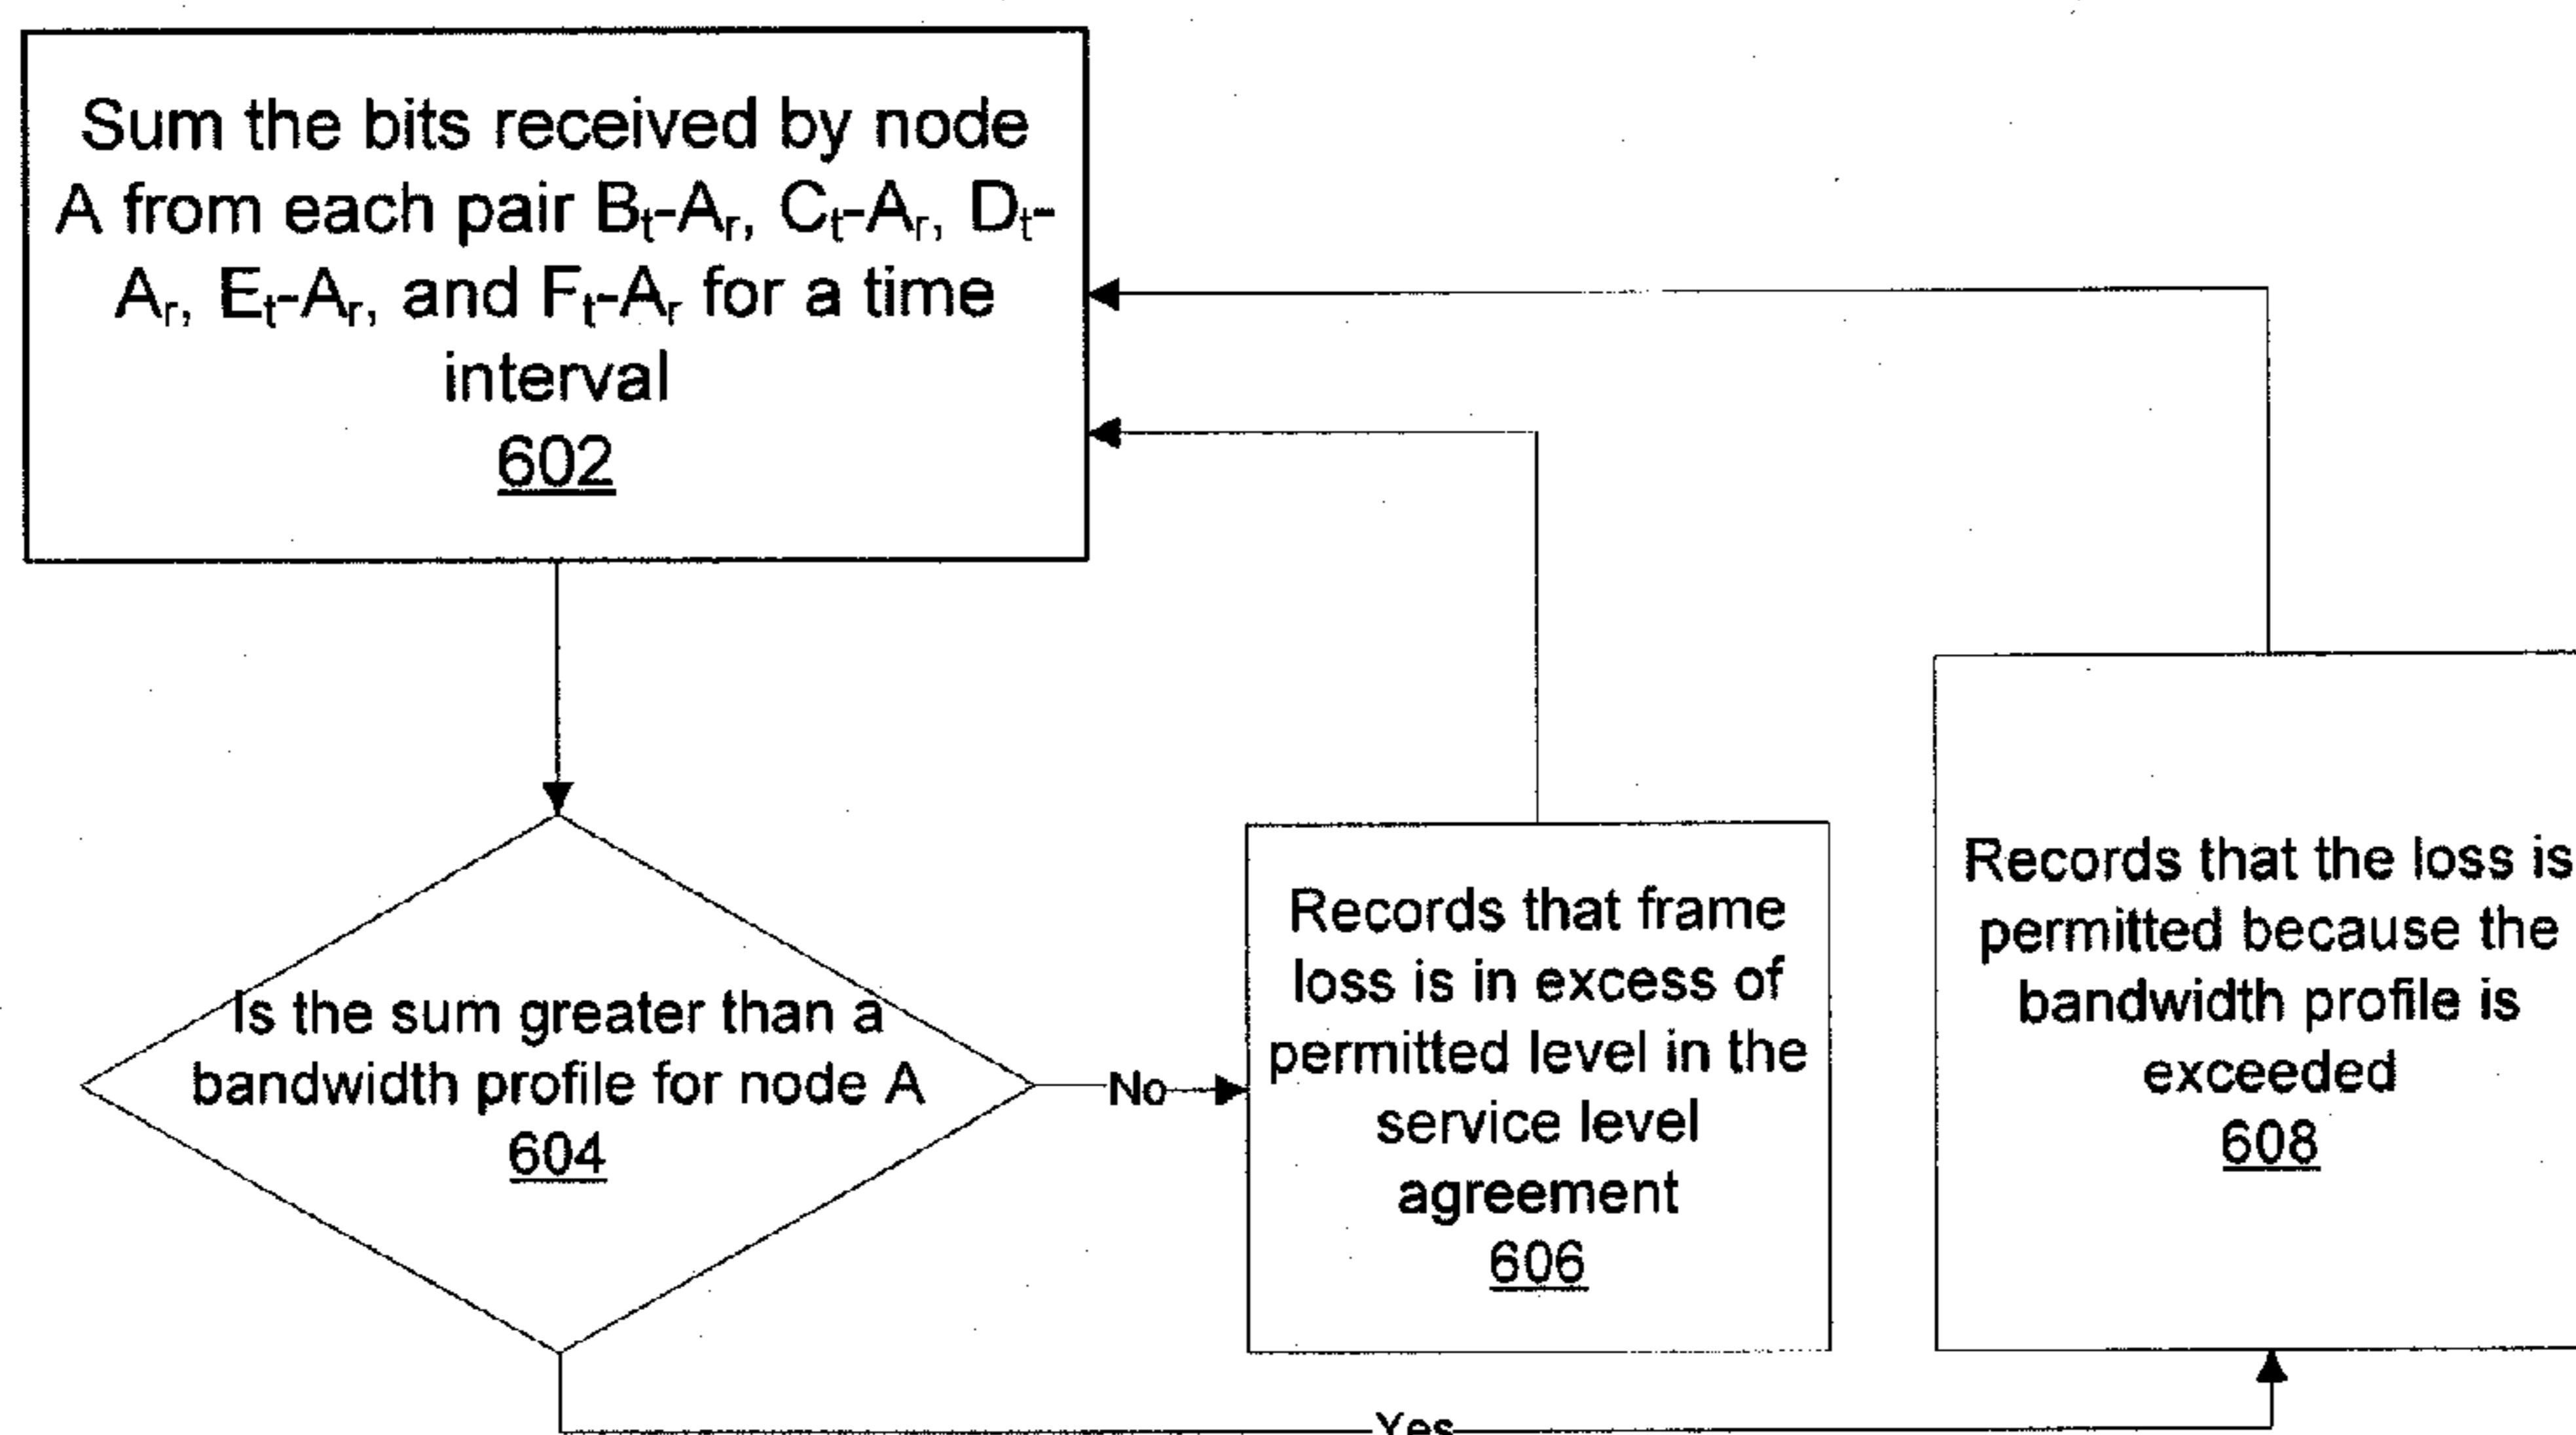 Sum the bits received by node
A from each pair Bt-Ar, Ct-Ar, Dt-
Ar, Et-Ar, and Ft-Ar for a time
interval
602
Is the sum greater than a
bandwidth profile for node A
604
No
Records that frame
loss is in excess of
permitted level in the
service level
agreement
606
Records that the loss is
permitted because the
bandwidth profile is
exceeded
608
Yes